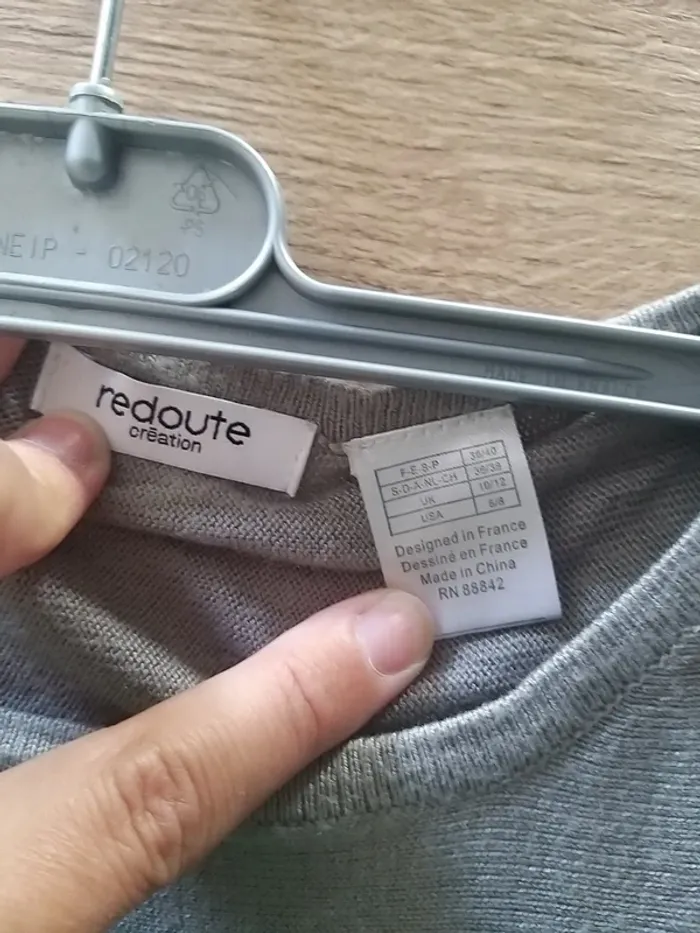 PS
NEIP - 02120
redoute
création
F-E-S-P 38/40
S-D-A-NL-CH 36/38
UK 10/12
USA 6/8
Designed in France
Dessiné en France
Made in China
RN 88842